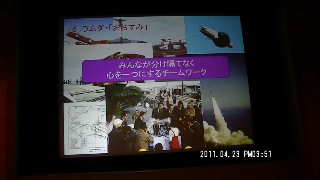 6) ラムダ・「おおすみ」
みんなが分け隔てなく
心を一つにするチームワーク
2011.04.23 PM03:51